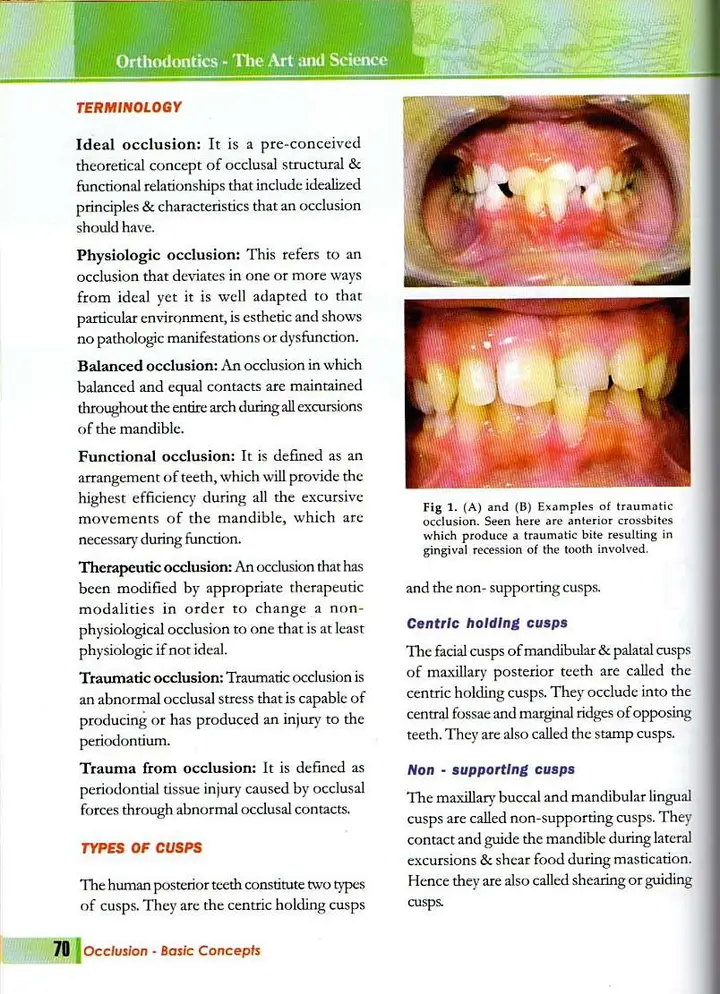 Orthodontics - The Art and Science
TERMINOLOGY
Ideal occlusion: It is a pre-conceived
theoretical concept of occlusal structural &
functional relationships that include idealized
principles & characteristics that an occlusion
should have.
Physiologic occlusion: This refers to an
occlusion that deviates in one or more ways
from ideal yet it is well adapted to that
particular environment, is esthetic and shows
no pathologic manifestations or dysfunction.
Balanced occlusion: An occlusion in which
balanced and equal contacts are maintained
throughout the entire arch during all excursions
of the mandible.
Functional occlusion: It is defined as an
arrangement of teeth, which will provide the
highest efficiency during all the excursive
movements of the mandible, which are
necessary during function.
Therapeutic occlusion: An occlusion that has
been modified by appropriate therapeutic
modalities in order to change a non-
physiological occlusion to one that is at least
physiologic if not ideal.
Traumatic occlusion: Traumatic occlusion is
an abnormal occlusal stress that is capable of
producing or has produced an injury to the
periodontium.
Trauma from occlusion: It is defined as
periodontial tissue injury caused by occlusal
forces through abnormal occlusal contacts.
TYPES OF CUSPS
The human posterior teeth constitute two types
of cusps. They are the centric holding cusps
Fig 1. (A) and (B) Examples of traumatic
occlusion. Seen here are anterior crossbites
which produce a traumatic bite resulting in
gingival recession of the tooth involved.
and the non- supporting cusps.
Centric holding cusps
The facial cusps of mandibular & palatal cusps
of maxillary posterior teeth are called the
centric holding cusps. They occlude into the
central fossae and marginal ridges of opposing
teeth. They are also called the stamp cusps.
Non - supporting cusps
The maxillary buccal and mandibular lingual
cusps are called non-supporting cusps. They
contact and guide the mandible during lateral
excursions & shear food during mastication.
Hence they are also called shearing or guiding
cusps.
70 Occlusion - Basic Concepts